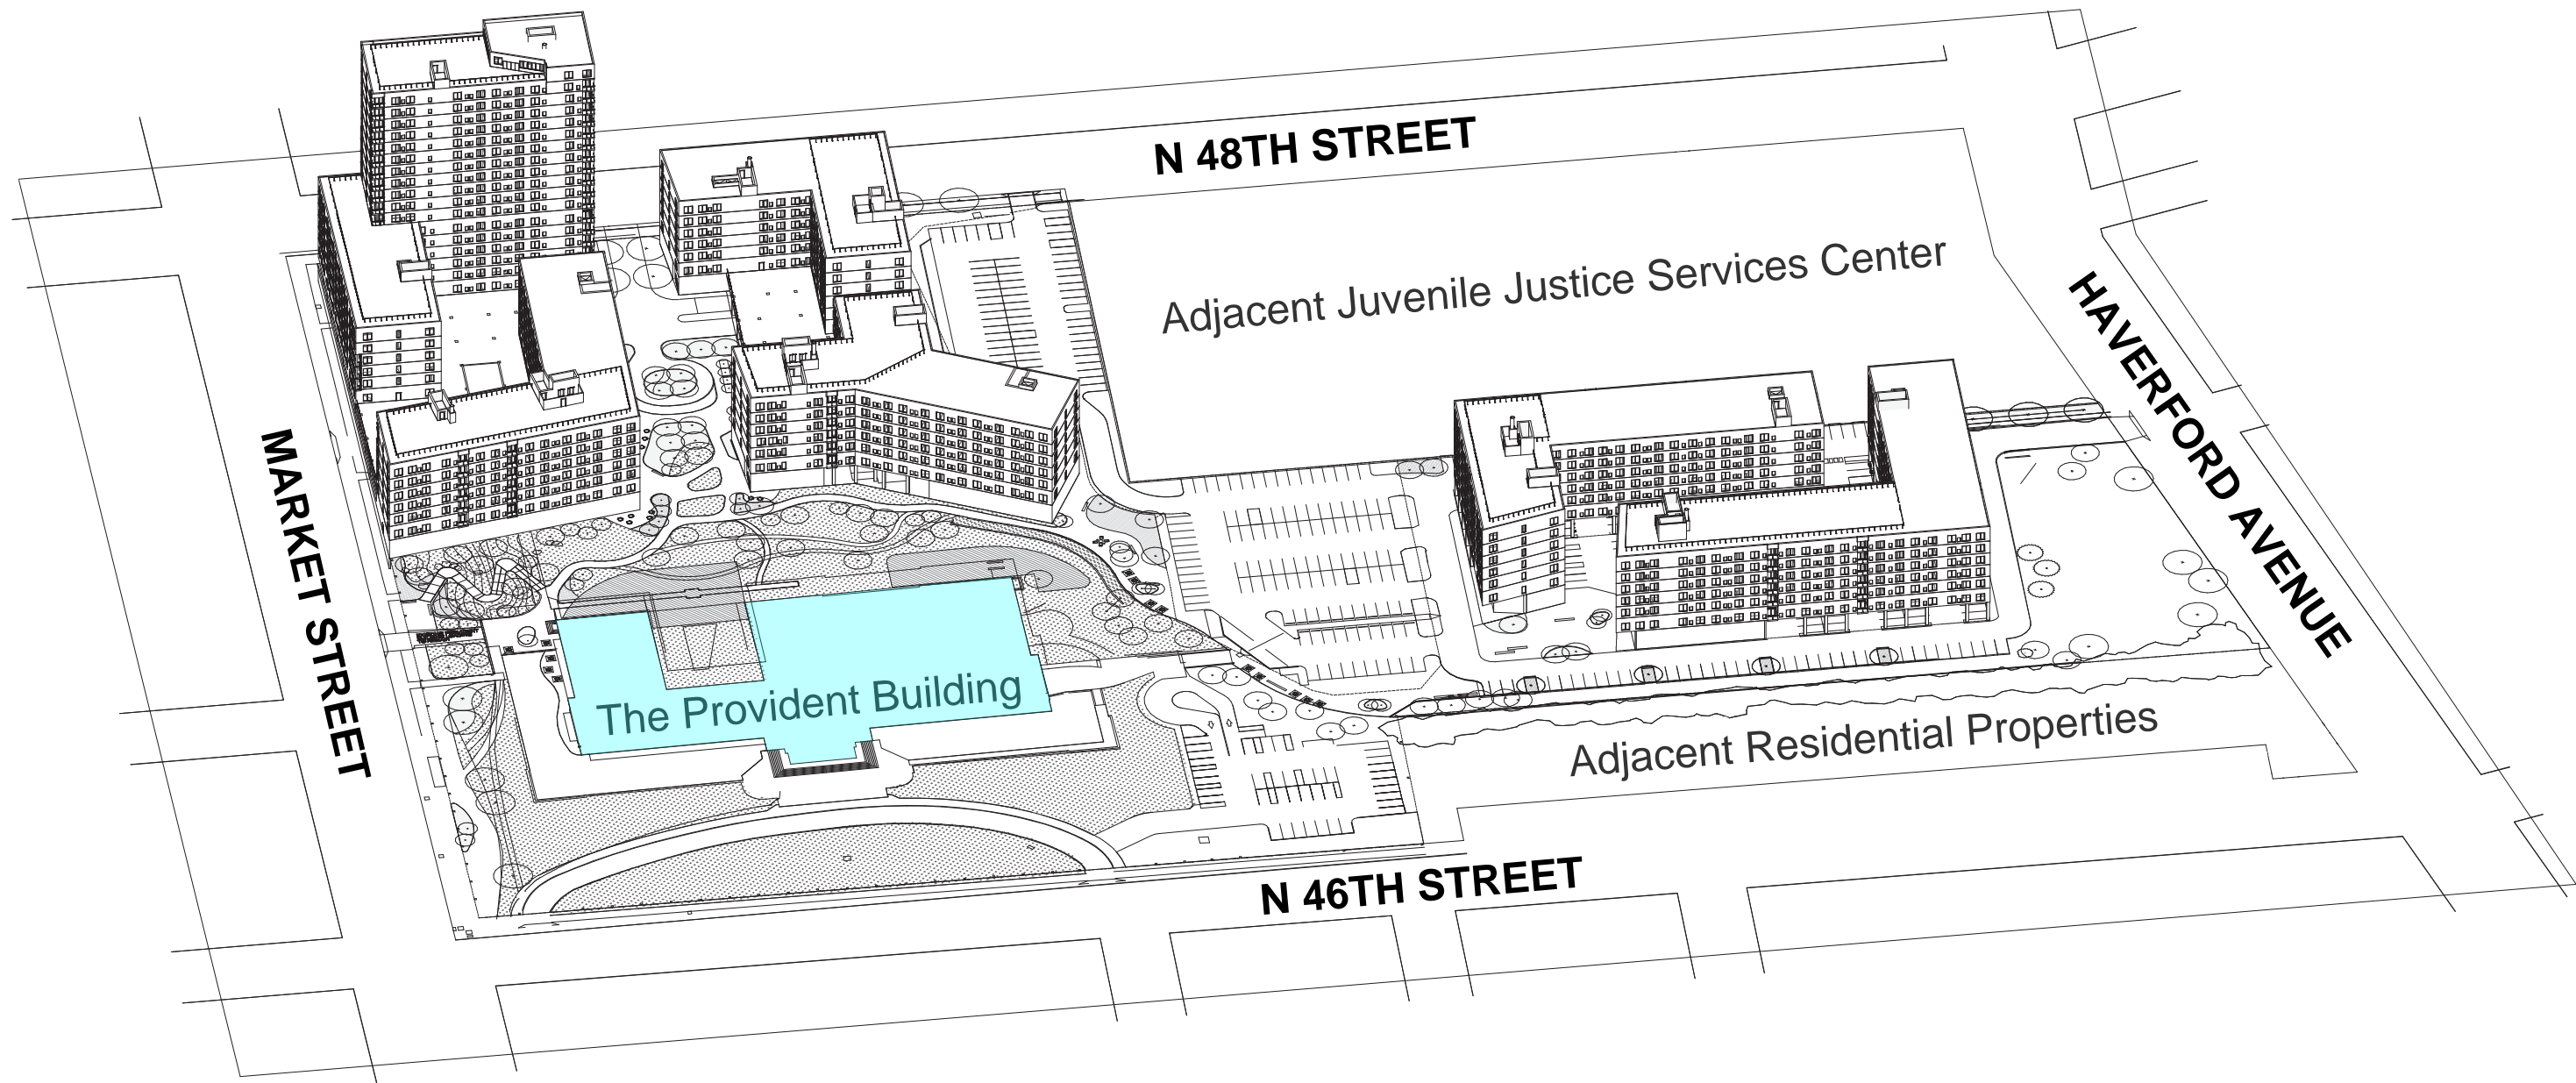 N 48TH STREET
Adjacent Juvenile Justice Services Center
HAVERFORD AVENUE
MARKET STREET
The Provident Building
Adjacent Residential Properties
N 46TH STREET